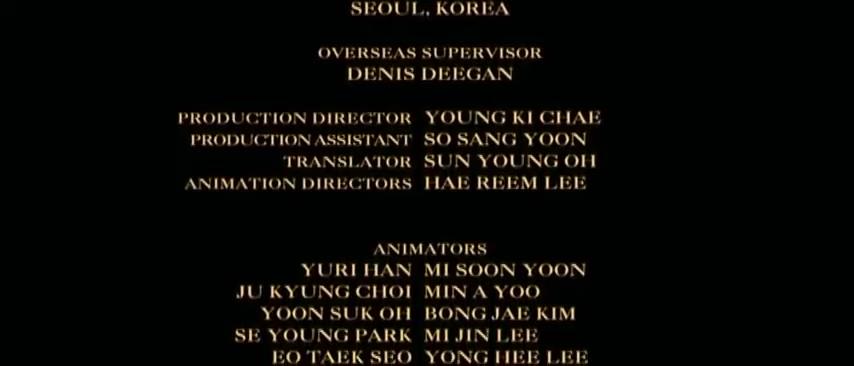 SEOUL, KOREA
OVERSEAS SUPERVISOR
DENIS DEEGAN
PRODUCTION DIRECTOR YOUNG KI CHAE
PRODUCTION ASSISTANT SO SANG YOON
TRANSLATOR SUN YOUNG OH
ANIMATION DIRECTORS HAE REEM LEE
ANIMATORS
YURI HAN MI SOON YOON
JU KYUNG CHOI MIN A YOO
YOON SUK OH BONG JAE KIM
SE YOUNG PARK MI JIN LEE
EO TAEK SEO YONG HEE LEE